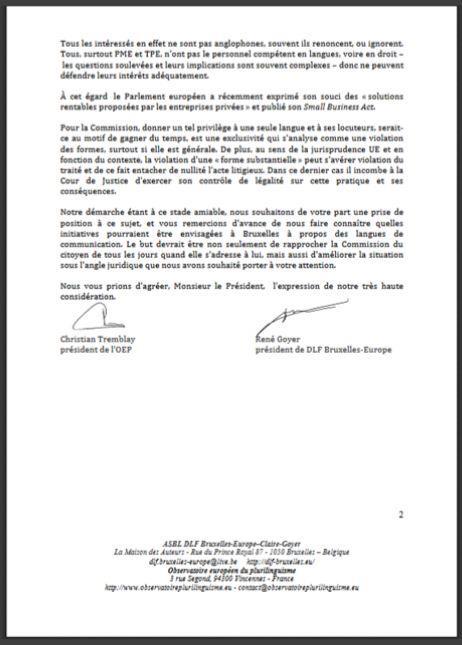 Tous les intéressés en effet ne sont pas anglophones, souvent ils renoncent, ou ignorent.
Tous, surtout PME et TPE, n'ont pas le personnel compétent en langues, voire en droit –
les questions soulevées et leurs implications sont souvent complexes – donc ne peuvent
défendre leurs intérêts adéquatement.
À cet égard le Parlement européen a récemment exprimé son souci des « solutions
rentables proposées par les entreprises privées » et publié son Small Business Act.
Pour la Commission, donner un tel privilège à une seule langue et à ses locuteurs, serait-
ce au motif de gagner du temps, est une exclusivité qui s'analyse comme une violation
des formes, surtout si elle est générale. De plus, au sens de la jurisprudence UE et en
fonction du contexte, la violation d'une « forme substantielle » peut s'avérer violation du
traité et de ce fait entacher de nullité l'acte litigieux. Dans ce dernier cas il incombe à la
Cour de Justice d'exercer son contrôle de légalité sur cette pratique et ses
conséquences.
Notre démarche étant à ce stade amiable, nous souhaitons de votre part une prise de
position à ce sujet, et vous remercions d'avance de nous faire connaître quelles
initiatives pourraient être envisagées à Bruxelles à propos des langues de
communication. Le but devrait être non seulement de rapprocher la Commission du
citoyen de tous les jours quand elle s'adresse à lui, mais aussi d'améliorer la situation
sous l'angle juridique que nous avons souhaité porter à votre attention.
Nous vous prions d'agréer, Monsieur le Président, l'expression de notre très haute
considération.
Christian Tremblay
président de l'OEP
René Goyer
président de DLF Bruxelles-Europe
2
ASBL DLF Bruxelles-Europe–Claire-Goyer
La Maison des Auteurs - Rue du Prince Royal 87 - 1050 Bruxelles – Belgique
dlf.bruxelles-europe@live.be http://dlf-bruxelles.eu/
Observatoire européen du plurilinguisme
3 rue Segond, 94300 Vincennes - France
http://www.observatoireplurilinguisme.eu - contact@observatoireplurilinguisme.eu